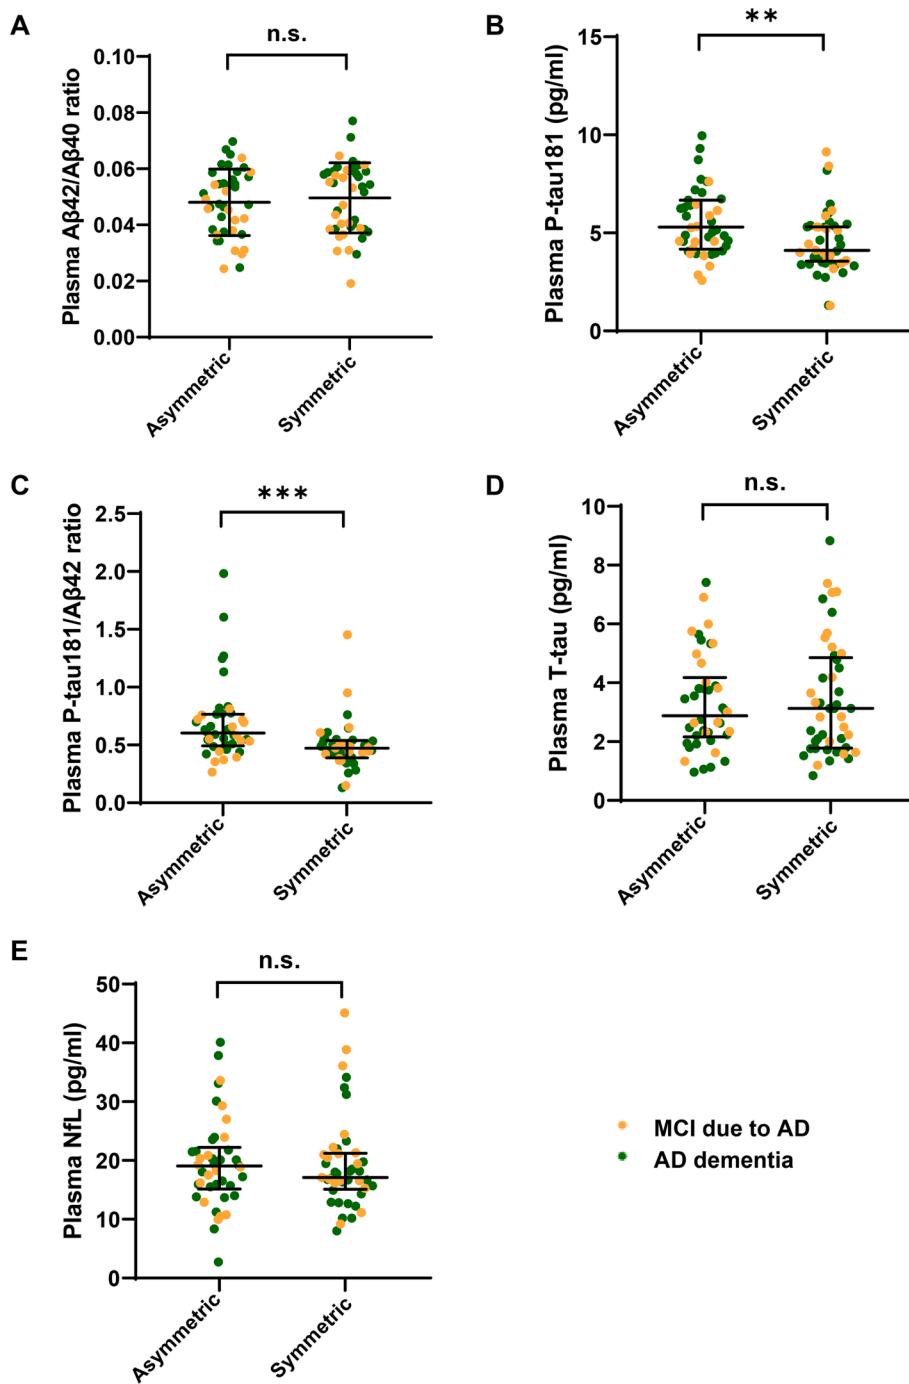 A
n.s.
Plasma Aβ42/Aβ40 ratio
0.10
0.08
0.06
0.04
0.02
0.00
Asymmetric
Symmetric
B
**
Plasma P-tau181 (pg/ml)
15
10
5
0
Asymmetric
Symmetric
C
***
Plasma P-tau181/Aβ42 ratio
2.5
2.0
1.5
1.0
0.5
0.0
Asymmetric
Symmetric
D
n.s.
Plasma T-tau (pg/ml)
10
8
6
4
2
0
Asymmetric
Symmetric
E
n.s.
Plasma NfL (pg/ml)
50
40
30
20
10
0
Asymmetric
Symmetric
MCI due to AD
AD dementia